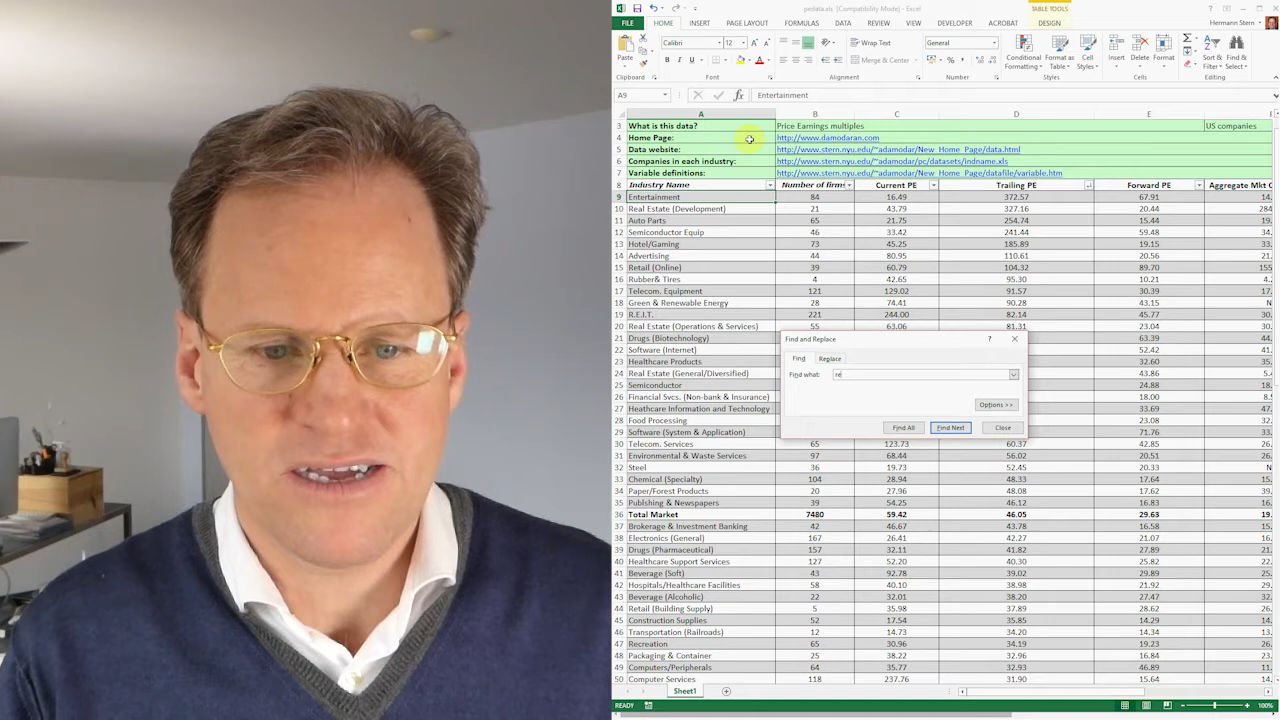 pedata.xls [Compatibility Mode] - Excel
TABLE TOOLS
FILE HOME INSERT PAGE LAYOUT FORMULAS DATA REVIEW VIEW DEVELOPER ACROBAT DESIGN Hermann Stern
Calibri 12 Wrap Text General
Paste B I U Merge & Center Conditional Formatting Format as Table Cell Styles Insert Delete Format Sort & Filter Find & Select
Clipboard Font Alignment Number Styles Cells Editing
A9 Entertainment
A B C D E F
3 What is this data? Price Earnings multiples US companies
4 Home Page: http://www.damodaran.com
5 Data website: http://www.stern.nyu.edu/~adamodar/New_Home_Page/data.html
6 Companies in each industry: http://www.stern.nyu.edu/~adamodar/pc/datasets/indname.xls
7 Variable definitions: http://www.stern.nyu.edu/~adamodar/New_Home_Page/datafile/variable.htm
8 Industry Name Number of firms Current PE Trailing PE Forward PE Aggregate Mkt C
9 Entertainment 84 16.49 372.57 67.91 14.
10 Real Estate (Development) 21 43.79 327.16 20.44 284
11 Auto Parts 65 21.75 254.74 15.44
12 Semiconductor Equip 46 33.42 241.44 59.48 34.
13 Hotel/Gaming 73 45.25 185.89 19.15 33.
14 Advertising 44 80.95 110.61 20.56 21.
15 Retail (Online) 39 60.79 104.32 89.70 155
16 Rubber& Tires 4 42.65 95.30 10.21
17 Telecom. Equipment 121 129.02 91.57 30.39
18 Green & Renewable Energy 28 74.41 90.28 43.15
19 R.E.I.T. 221 244.00 82.14 45.77
20 Real Estate (Operations & Services) 55 63.06 81.31 23.04
21 Drugs (Biotechnology) 63.39
22 Software (Internet) 52.42
23 Healthcare Products 32.60
24 Real Estate (General/Diversified) 43.86 5.4
25 Semiconductor 24.88
26 Financial Svcs. (Non-bank & Insurance) 18.00
27 Heathcare Information and Technology 33.69
28 Food Processing 22.20
29 Software (System & Application) 71.76
Find and Replace
Find Replace
Find what: re
Options >>
Find All Find Next Close
30 Telecom. Services 65 123.73 60.37 42.85 26.
31 Environmental & Waste Services 97 68.44 56.02 20.51
32 Steel 36 19.73 52.45 20.33 N
33 Chemical (Specialty) 104 28.94 48.33 17.64
34 Paper/Forest Products 20 27.96 48.08 17.62
35 Publishing & Newspapers 39 54.25 46.12
36 Total Market 7480 59.42 46.05 29.63 19.
37 Brokerage & Investment Banking 42 46.67 43.78 16.58 15.
38 Electronics (General) 167 26.41 42.27 21.07
39 Drugs (Pharmaceutical) 157 32.11 41.82 27.89
40 Healthcare Support Services 127 52.20 39.30 24.32
41 Beverage (Soft) 43 92.78 39.02 29.89
42 Hospitals/Healthcare Facilities 58 40.10 38.98 21.92
43 Beverage (Alcoholic) 22 32.01 38.20 27.47
44 Retail (Building Supply) 5 35.98 37.89 28.62
45 Construction Supplies 52 17.54 35.85 14.29
46 Transportation (Railroads) 12 14.73 34.20 14.34
47 Recreation 65 30.96 34.19 15.14
48 Packaging & Container 25 38.22 32.96 16.84
49 Computers/Peripherals 64 35.77 32.93 46.89
50 Computer Services 118 237.76 31.90 15.64
Sheet1
READY 100%